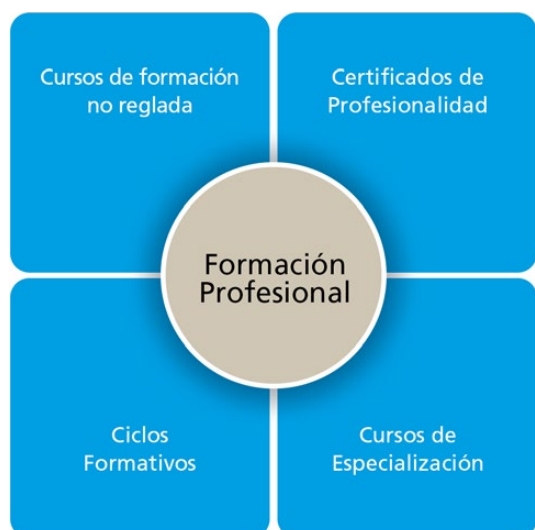 Cursos de formación
no reglada
Certificados de
Profesionalidad
Formación
Profesional
Ciclos
Formativos
Cursos de
Especialización